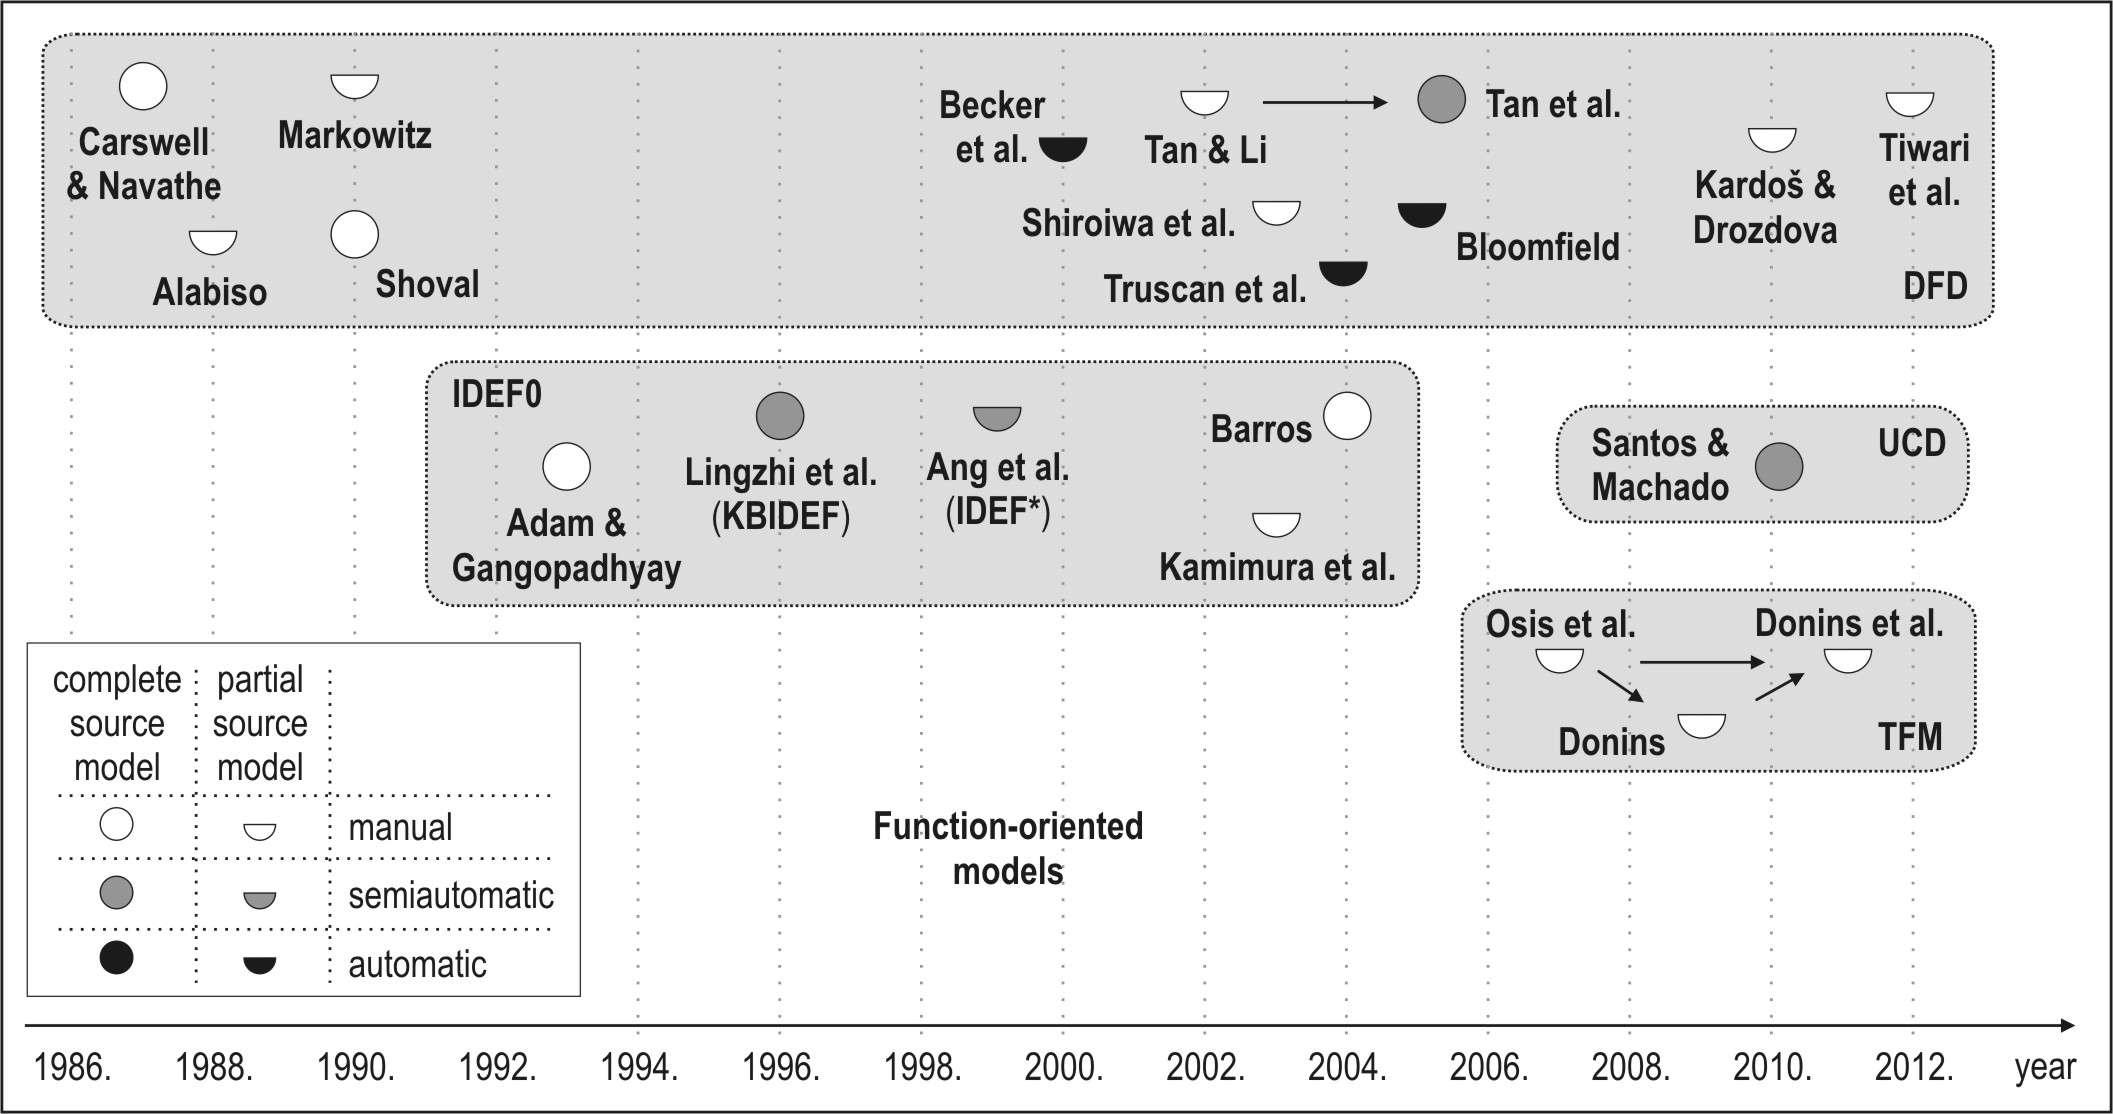 Carswell
& Navathe
Markowitz
Alabiso
Shoval
Becker
et al.
Tan & Li
Tan et al.
Shiroiwa et al.
Truscan et al.
Bloomfield
Kardoš &
Drozdova
Tiwari
et al.
DFD
IDEF0
Adam &
Gangopadhyay
Lingzhi et al.
(KBIDEF)
Ang et al.
(IDEF*)
Barros
Kamimura et al.
Santos &
Machado
UCD
Osis et al.
Donins et al.
Donins
TFM
complete
source
model
partial
source
model
manual
semiautomatic
automatic
Function-oriented
models
1986. 1988. 1990. 1992. 1994. 1996. 1998. 2000. 2002. 2004. 2006. 2008. 2010. 2012. year